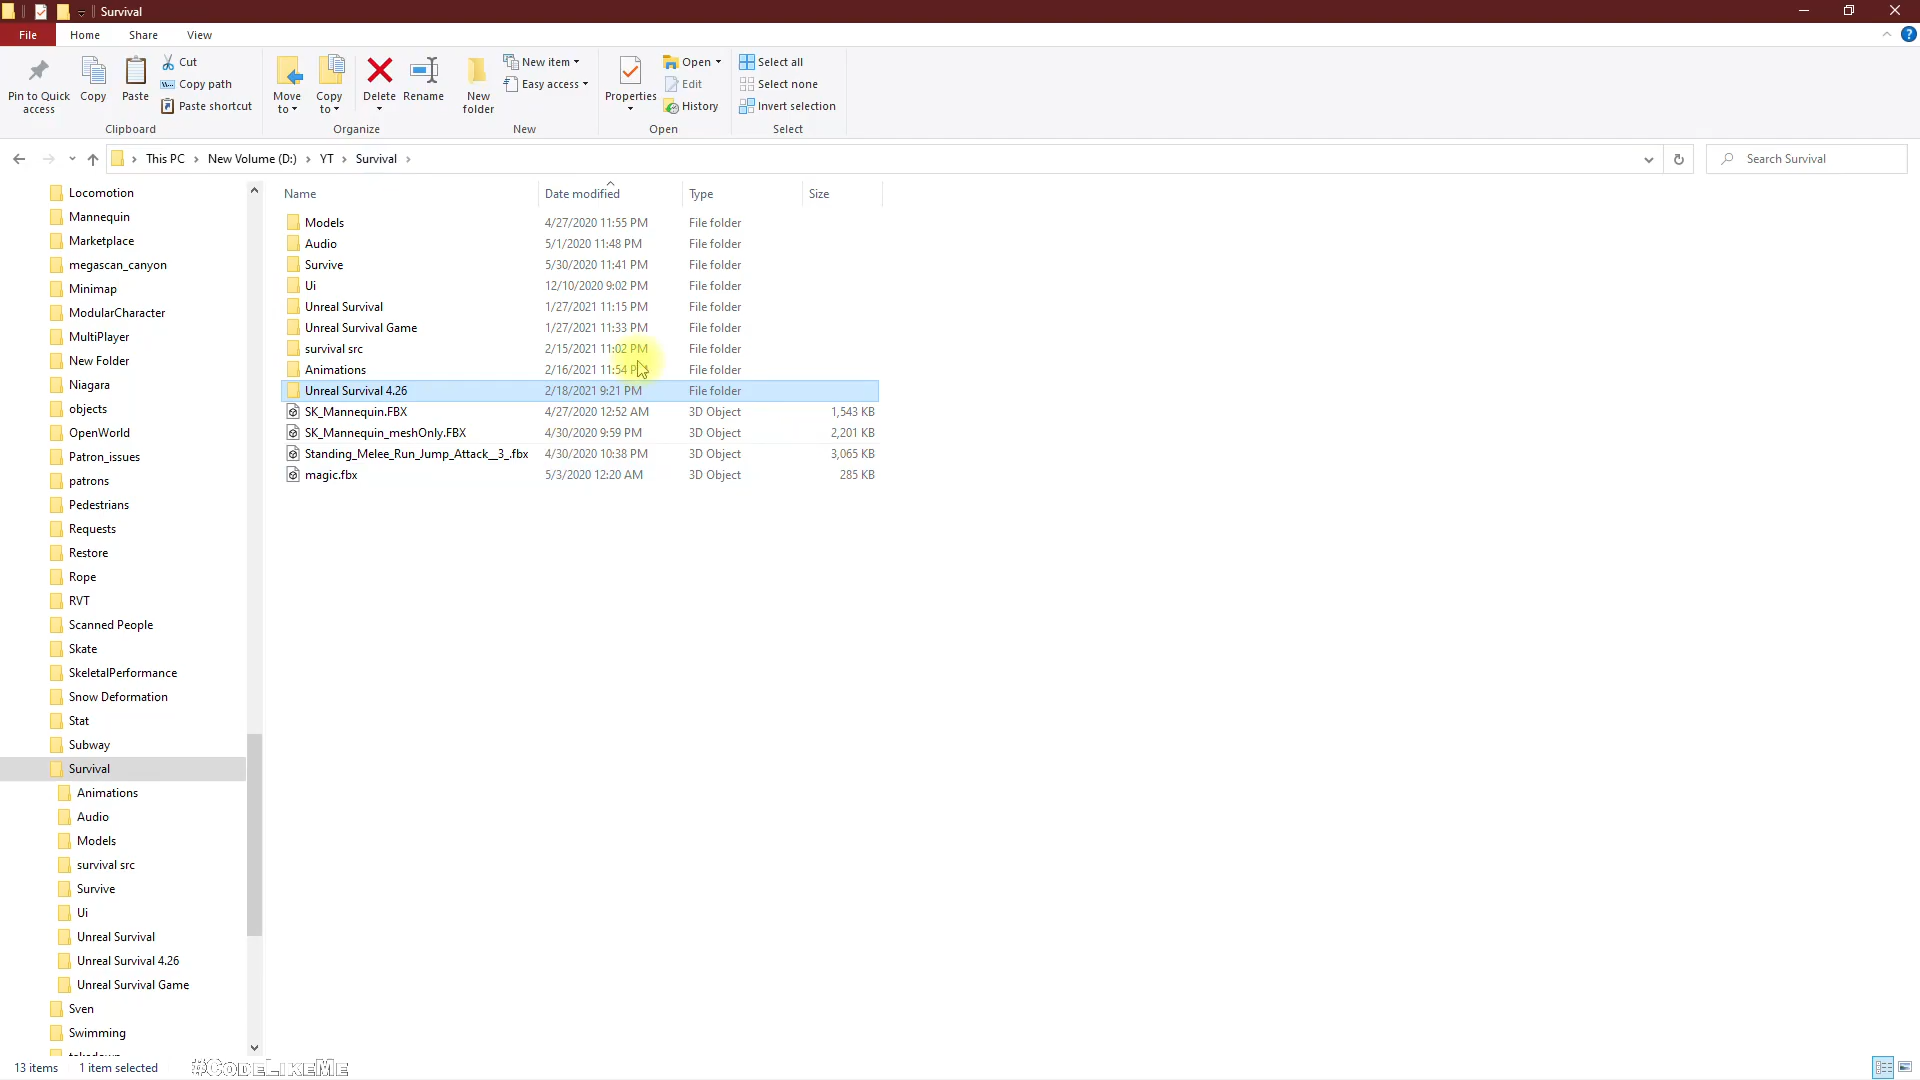 Survival
File Home Share View
Pin to Quick access
Copy
Paste
Cut
Copy path
Paste shortcut
Clipboard
Move to
Copy to
Delete
Rename
Organize
New folder
New item
Easy access
New
Properties
Open
Edit
History
Open
Select all
Select none
Invert selection
Select
This PC New Volume (D:) YT Survival
Search Survival
Name Date modified Type Size
Models 4/27/2020 11:55 PM File folder
Audio 5/1/2020 11:48 PM File folder
Survive 5/30/2020 11:41 PM File folder
Ui 12/10/2020 9:02 PM File folder
Unreal Survival 1/27/2021 11:15 PM File folder
Unreal Survival Game 1/27/2021 11:33 PM File folder
survival src 2/15/2021 11:02 PM File folder
Animations 2/16/2021 11:54 PM File folder
Unreal Survival 4.26 2/18/2021 9:21 PM File folder
SK_Mannequin.FBX 4/27/2020 12:52 AM 3D Object 1,543 KB
SK_Mannequin_meshOnly.FBX 4/30/2020 9:59 PM 3D Object 2,201 KB
Standing_Melee_Run_Jump_Attack__3_.fbx 4/30/2020 10:38 PM 3D Object 3,065 KB
magic.fbx 5/3/2020 12:20 AM 3D Object 285 KB
Locomotion
Mannequin
Marketplace
megascan_canyon
Minimap
ModularCharacter
MultiPlayer
New Folder
Niagara
objects
OpenWorld
Patron_issues
patrons
Pedestrians
Requests
Restore
Rope
RVT
Scanned People
Skate
SkeletalPerformance
Snow Deformation
Stat
Subway
Survival
Animations
Audio
Models
survival src
Survive
Ui
Unreal Survival
Unreal Survival 4.26
Unreal Survival Game
Sven
Swimming
13 items 1 item selected #CodeLikeMe